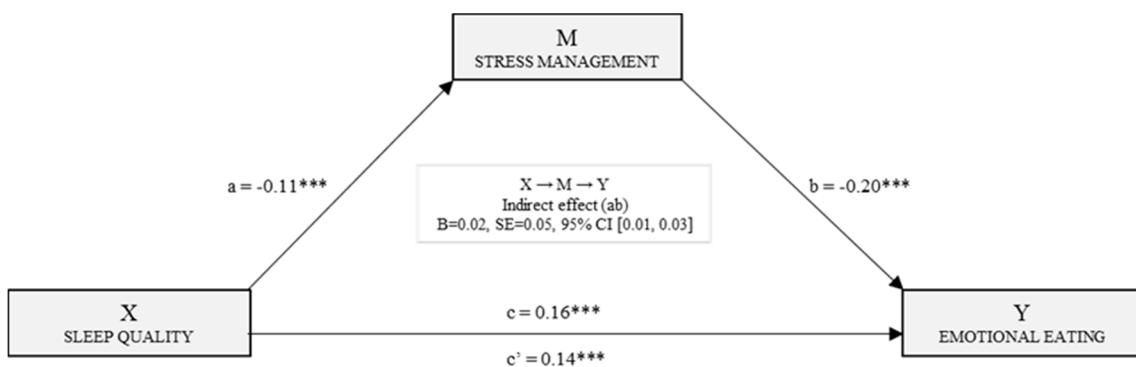 M
STRESS MANAGEMENT
a = -0.11***
X → M → Y
Indirect effect (ab)
B=0.02, SE=0.05, 95% CI [0.01, 0.03]
b = -0.20***
X
SLEEP QUALITY
c = 0.16***
c’ = 0.14***
Y
EMOTIONAL EATING